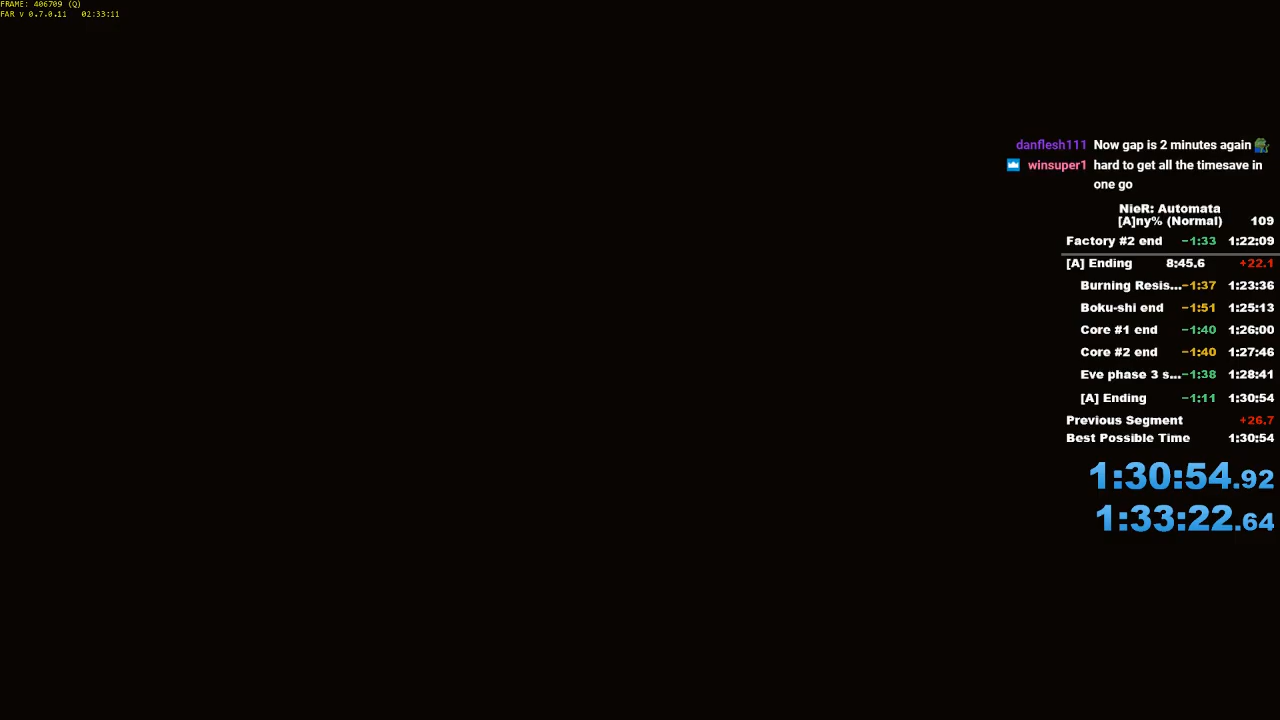 FRAME: 406709 (Q)
FAR v 0.7.0.11 02:33:11
danflesh111 Now gap is 2 minutes again
winsuper1 hard to get all the timesave in
one go
NieR: Automata
[A]ny% (Normal) 109
Factory #2 end -1:33 1:22:09
[A] Ending 8:45.6 +22.1
Burning Resis... -1:37 1:23:36
Boku-shi end -1:51 1:25:13
Core #1 end -1:40 1:26:00
Core #2 end -1:40 1:27:46
Eve phase 3 s... -1:38 1:28:41
[A] Ending -1:11 1:30:54
Previous Segment +26.7
Best Possible Time 1:30:54
1:30:54.92
1:33:22.64